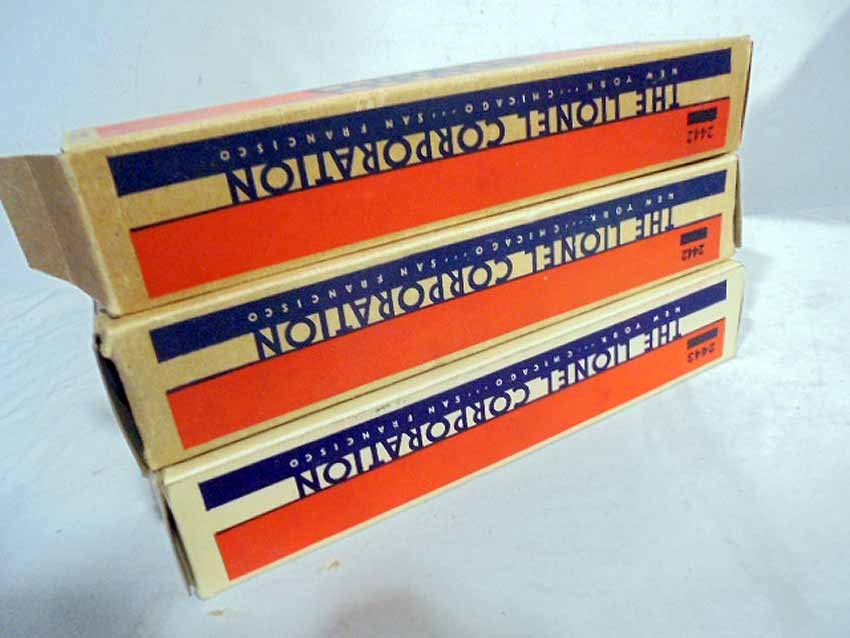 2442
THE LIONEL CORPORATION
NEW YORK...CHICAGO...SAN FRANCISCO
2442
THE LIONEL CORPORATION
NEW YORK...CHICAGO...SAN FRANCISCO
2443
THE LIONEL CORPORATION
NEW YORK...CHICAGO...SAN FRANCISCO